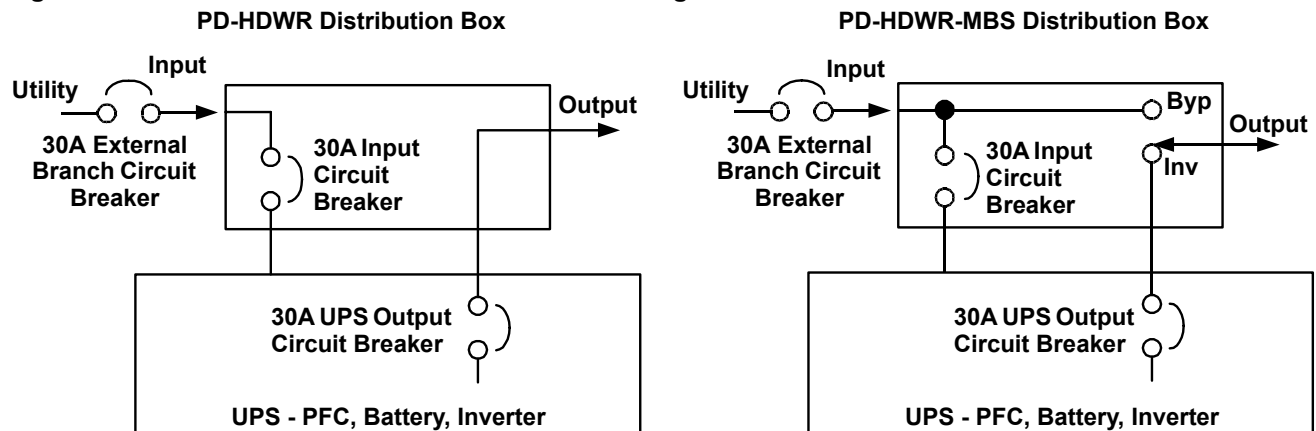 PD-HDWR Distribution Box
Utility
Input
30A External
Branch Circuit
Breaker
30A Input
Circuit
Breaker
Output
30A UPS Output
Circuit Breaker
UPS - PFC, Battery, Inverter
PD-HDWR-MBS Distribution Box
Utility
Input
30A External
Branch Circuit
Breaker
30A Input
Circuit
Breaker
Byp
Inv
Output
30A UPS Output
Circuit Breaker
UPS - PFC, Battery, Inverter